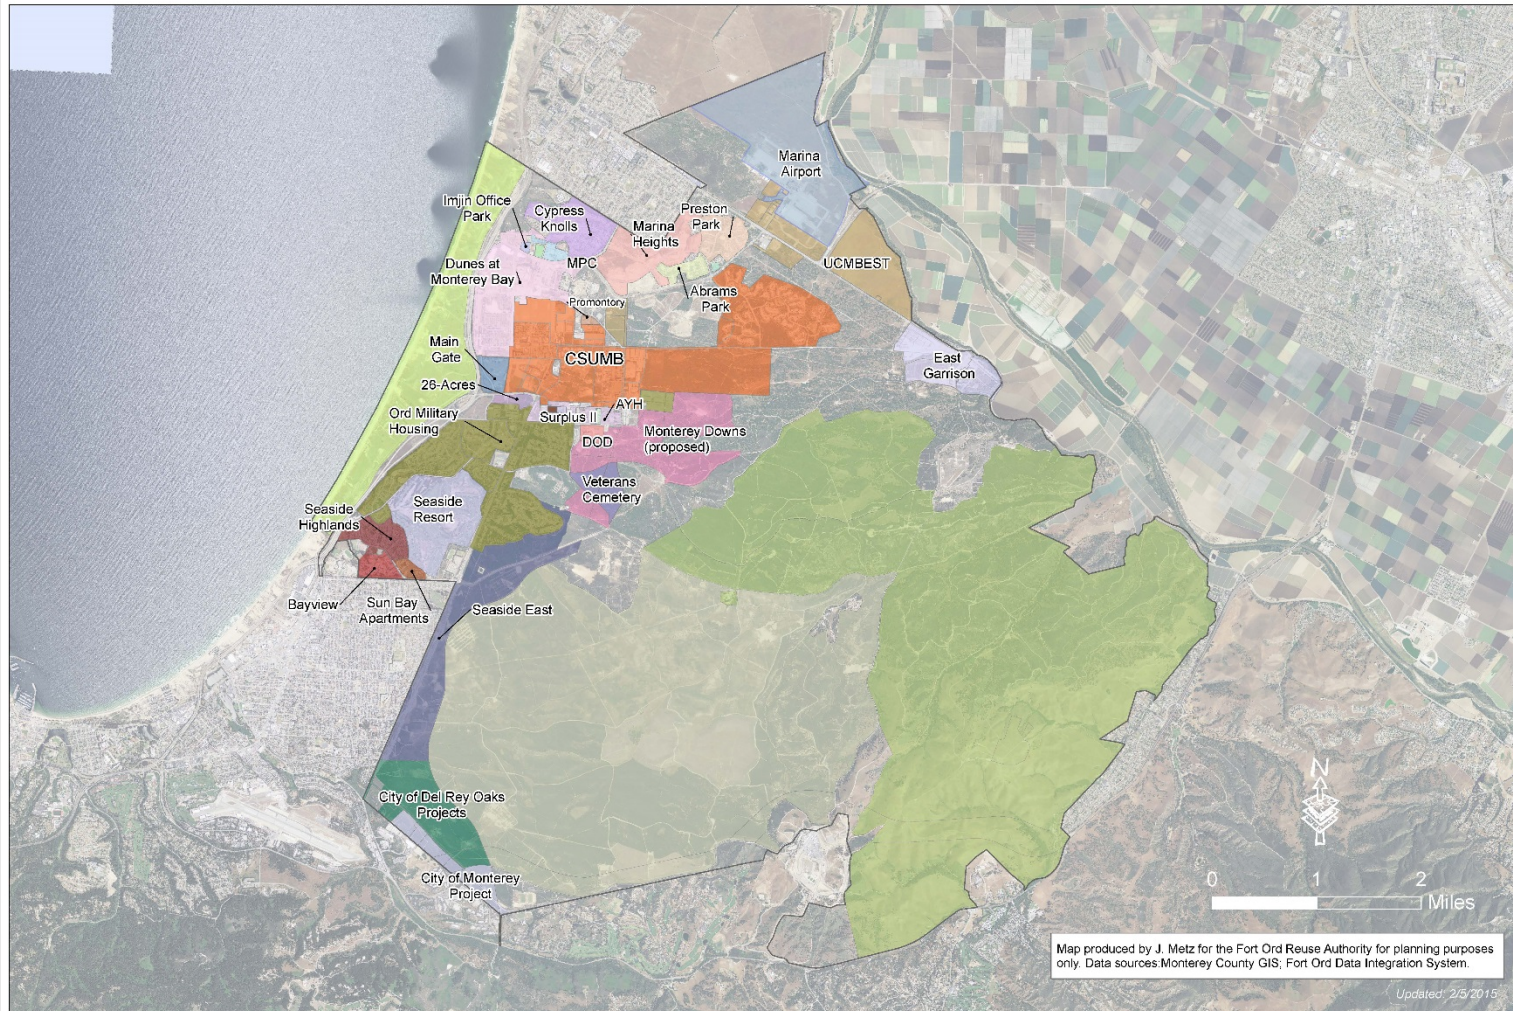 Marina
Airport
Imjin Office
Park
Cypress
Knolls
Preston
Park
Marina
Heights
MPC
UCMBEST
Dunes at
Monterey Bay
Abrams
Park
Promontory
Main
Gate
CSUMB
East
Garrison
26-Acres
AYH
Surplus II
Ord Military
Housing
Monterey Downs
(proposed)
DOD
Veterans
Cemetery
Seaside
Resort
Seaside
Highlands
Bayview
Sun Bay
Apartments
Seaside East
City of Del Rey Oaks
Projects
City of Monterey
Project
N
0 1 2
Miles
Map produced by J. Metz for the Fort Ord Reuse Authority for planning purposes
only. Data sources:Monterey County GIS; Fort Ord Data Integration System.
Updated: 2/5/2015